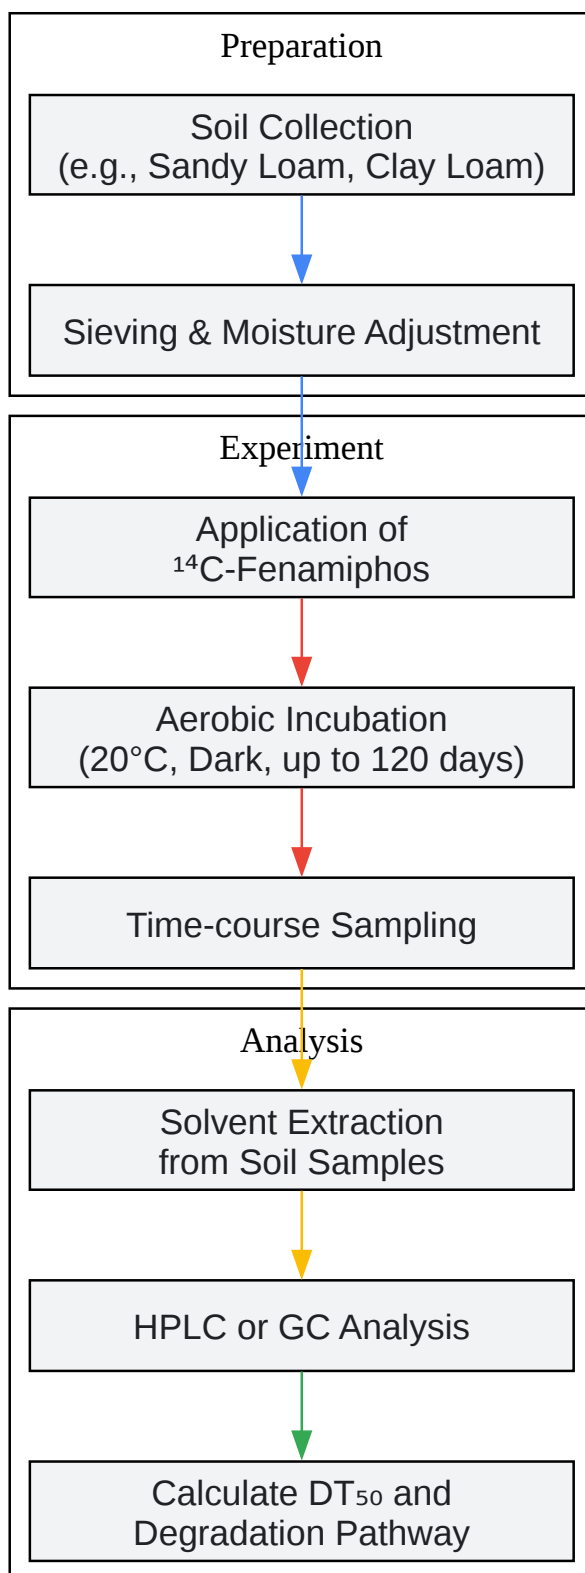 Preparation
Soil Collection
(e.g., Sandy Loam, Clay Loam)
Sieving & Moisture Adjustment
Experiment
Application of
¹⁴C-Fenamiphos
Aerobic Incubation
(20°C, Dark, up to 120 days)
Time-course Sampling
Analysis
Solvent Extraction
from Soil Samples
HPLC or GC Analysis
Calculate DT₅₀ and
Degradation Pathway